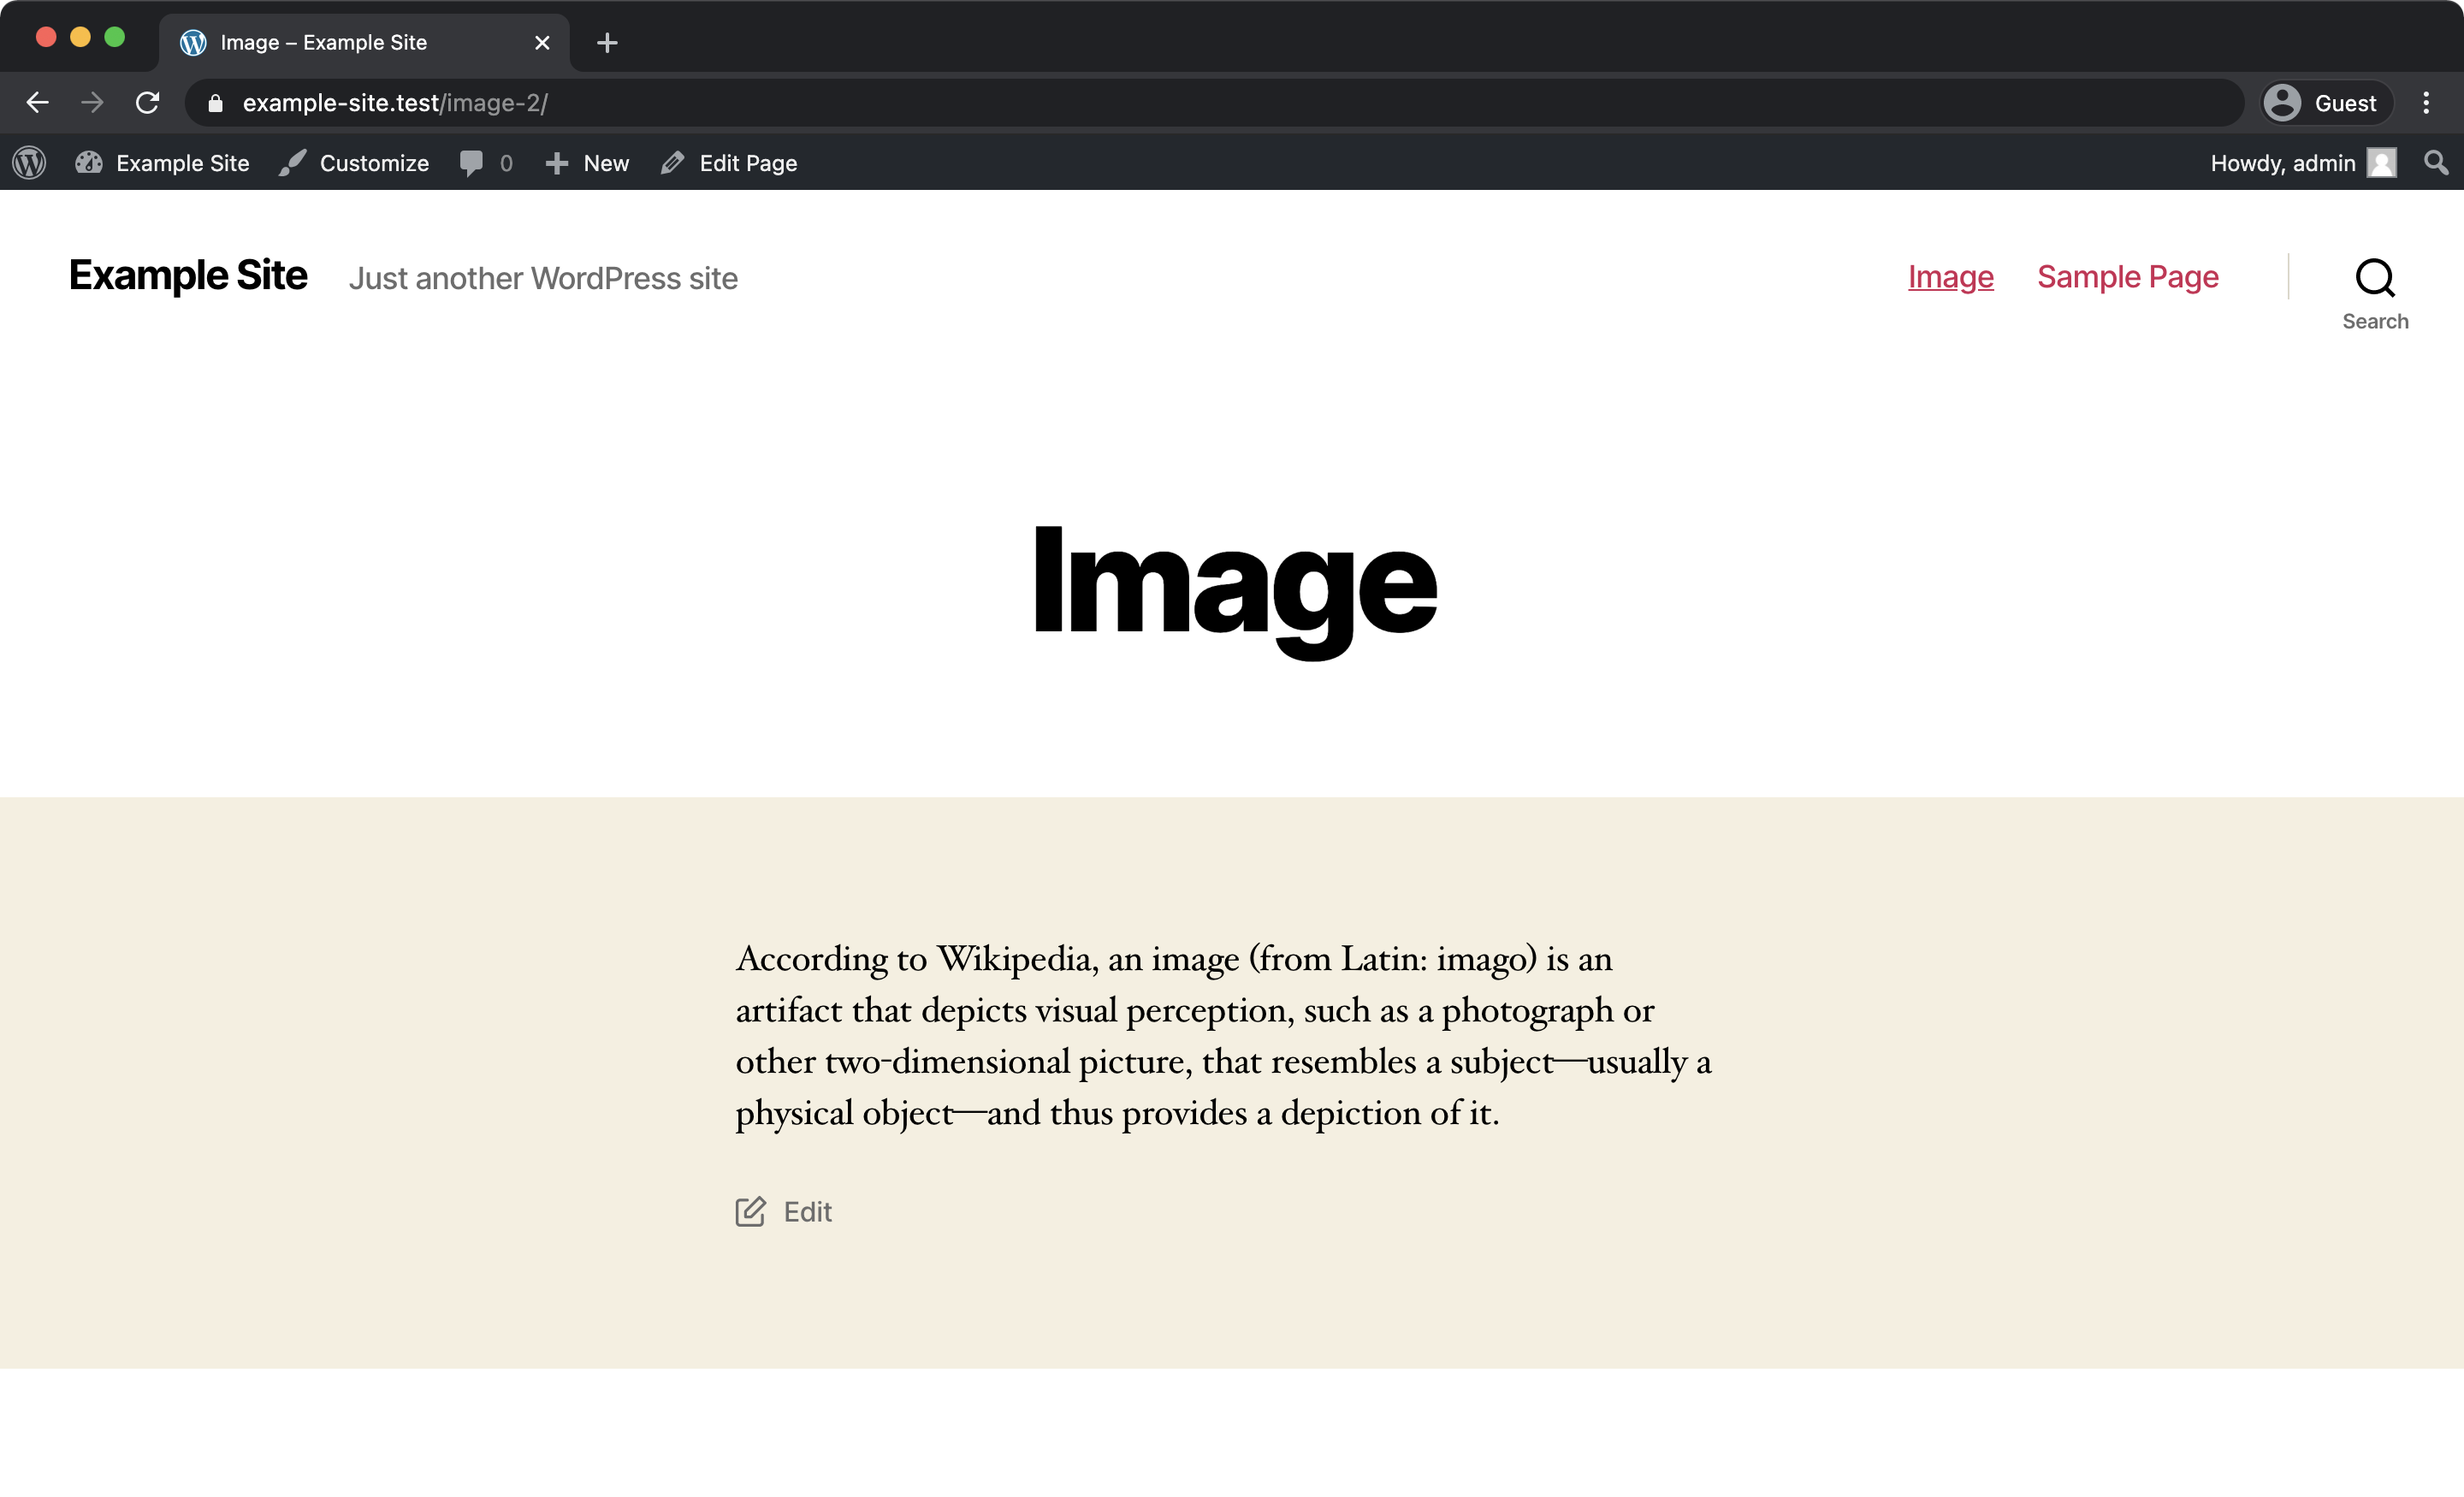 Image – Example Site
example-site.test/image-2/
Guest
Example Site
Customize
0
New
Edit Page
Howdy, admin
Example Site
Just another WordPress site
Image
Sample Page
Search
Image
According to Wikipedia, an image (from Latin: imago) is an
artifact that depicts visual perception, such as a photograph or
other two-dimensional picture, that resembles a subject—usually a
physical object—and thus provides a depiction of it.
Edit